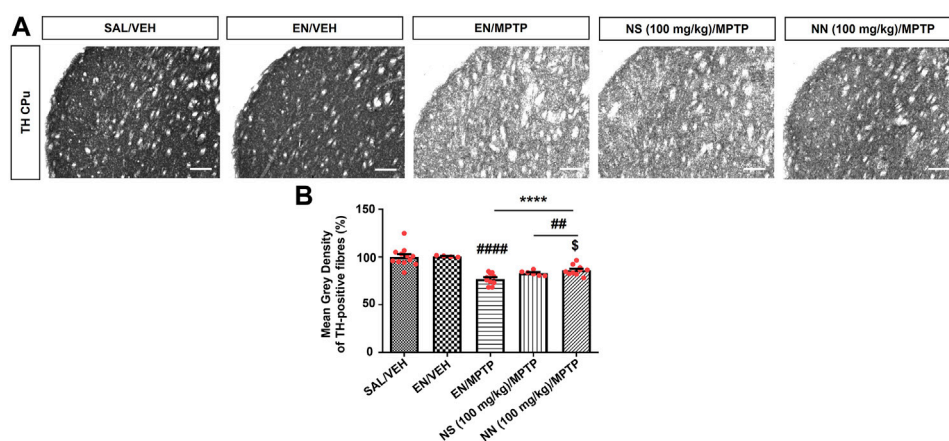 A
SAL/VEH
EN/VEH
EN/MPTP
NS (100 mg/kg)/MPTP
NN (100 mg/kg)/MPTP
TH CPu
B
Mean Grey Density
of TH-positive fibres (%)
150
100
50
0
****
##
####
$
SAL/VEH
EN/VEH
EN/MPTP
NS (100 mg/kg)/MPTP
NN (100 mg/kg)/MPTP